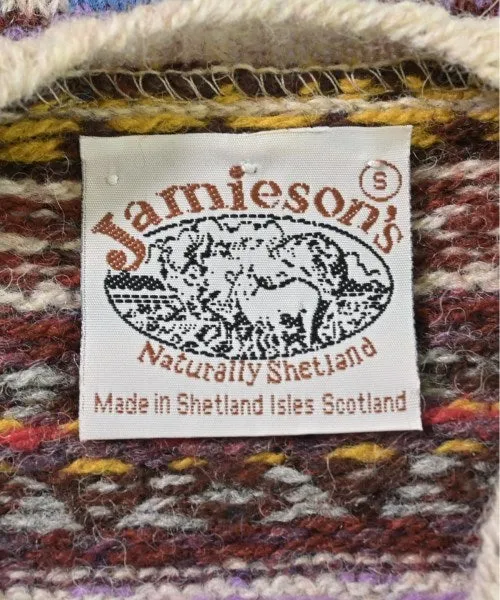 S
Jamieson's
Naturally Shetland
Made in Shetland Isles Scotland